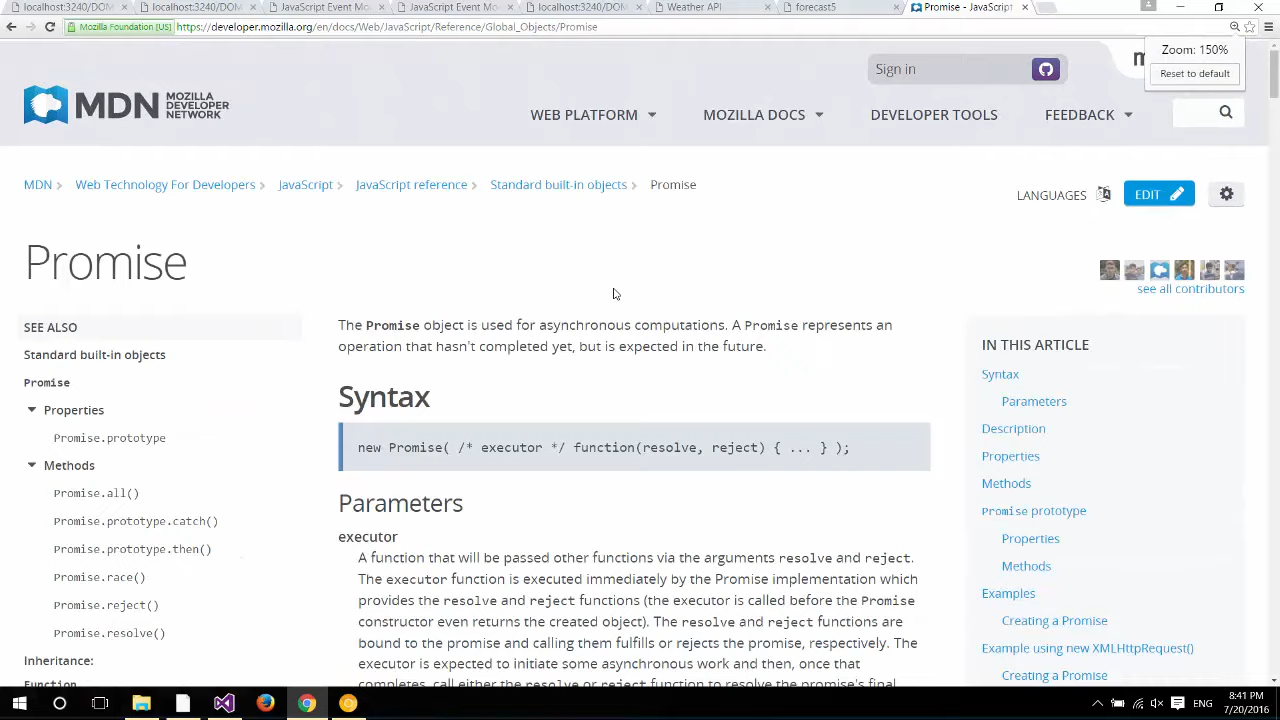 localhost:3240/DOM
localhost:3240/DOM
JavaScript Event Mo
JavaScript Event Mo
localhost:3240/DOM
Weather API
forecast5
Promise - JavaScript
Mozilla Foundation [US]
https://developer.mozilla.org/en/docs/Web/JavaScript/Reference/Global_Objects/Promise
Zoom: 150%
Reset to default
Sign in
m
MDN MOZILLA
DEVELOPER
NETWORK
WEB PLATFORM
MOZILLA DOCS
DEVELOPER TOOLS
FEEDBACK
MDN
Web Technology For Developers
JavaScript
JavaScript reference
Standard built-in objects
Promise
LANGUAGES
EDIT
Promise
see all contributors
SEE ALSO
Standard built-in objects
Promise
Properties
Promise.prototype
Methods
Promise.all()
Promise.prototype.catch()
Promise.prototype.then()
Promise.race()
Promise.reject()
Promise.resolve()
Inheritance:
Function
The Promise object is used for asynchronous computations. A Promise represents an
operation that hasn't completed yet, but is expected in the future.
Syntax
new Promise( /* executor */ function(resolve, reject) { ... } );
Parameters
executor
A function that will be passed other functions via the arguments resolve and reject.
The executor function is executed immediately by the Promise implementation which
provides the resolve and reject functions (the executor is called before the Promise
constructor even returns the created object). The resolve and reject functions are
bound to the promise and calling them fulfills or rejects the promise, respectively. The
executor is expected to initiate some asynchronous work and then, once that
completes, call either the resolve or reject function to resolve the promise's final
IN THIS ARTICLE
Syntax
Parameters
Description
Properties
Methods
Promise prototype
Properties
Methods
Examples
Creating a Promise
Example using new XMLHttpRequest()
Creating a Promise
ENG
8:41 PM
7/20/2016